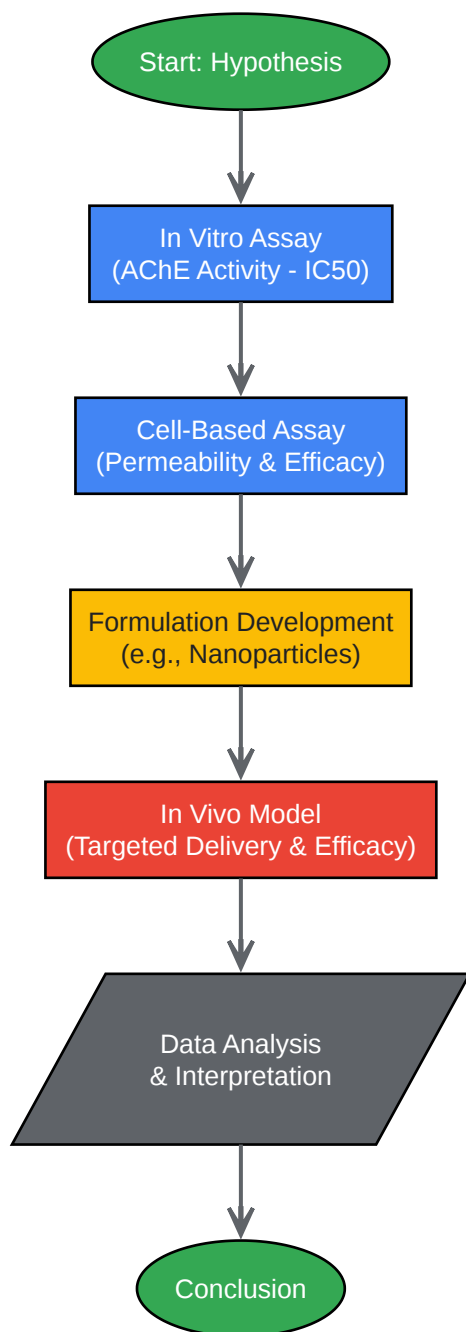 Start: Hypothesis
In Vitro Assay
(AChE Activity - IC50)
Cell-Based Assay
(Permeability & Efficacy)
Formulation Development
(e.g., Nanoparticles)
In Vivo Model
(Targeted Delivery & Efficacy)
Data Analysis
& Interpretation
Conclusion